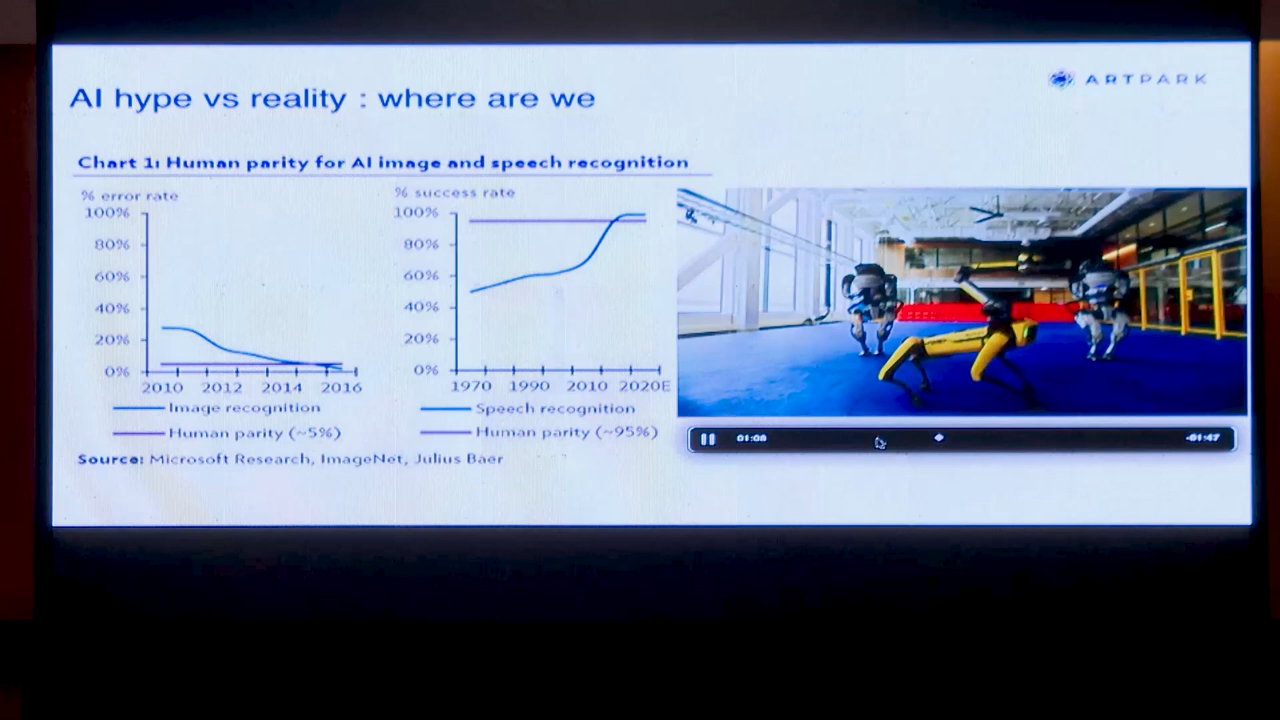 AI hype vs reality : where are we
ARTPARK
Chart 1: Human parity for AI image and speech recognition
% error rate
100%
80%
60%
40%
20%
0%
2010 2012 2014 2016
Image recognition
Human parity (~5%)
% success rate
100%
80%
60%
40%
20%
0%
1970 1990 2010 2020E
Speech recognition
Human parity (~95%)
Source: Microsoft Research, ImageNet, Julius Baer
01:08
-01:47